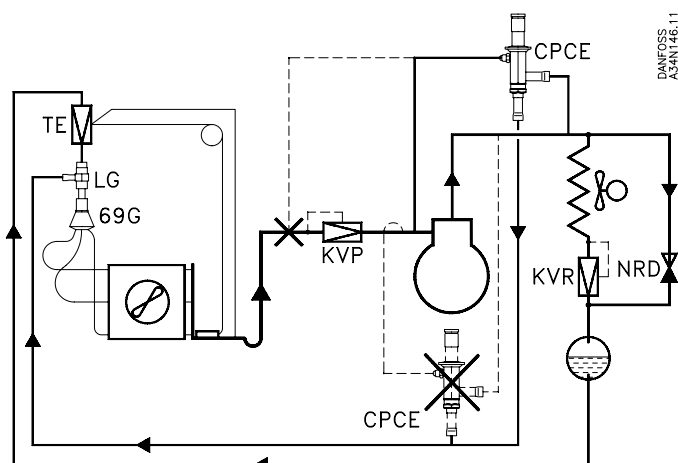 DANFOSS
A34N146.11
CPCE
TE
LG
69G
KVP
KVR
NRD
CPCE